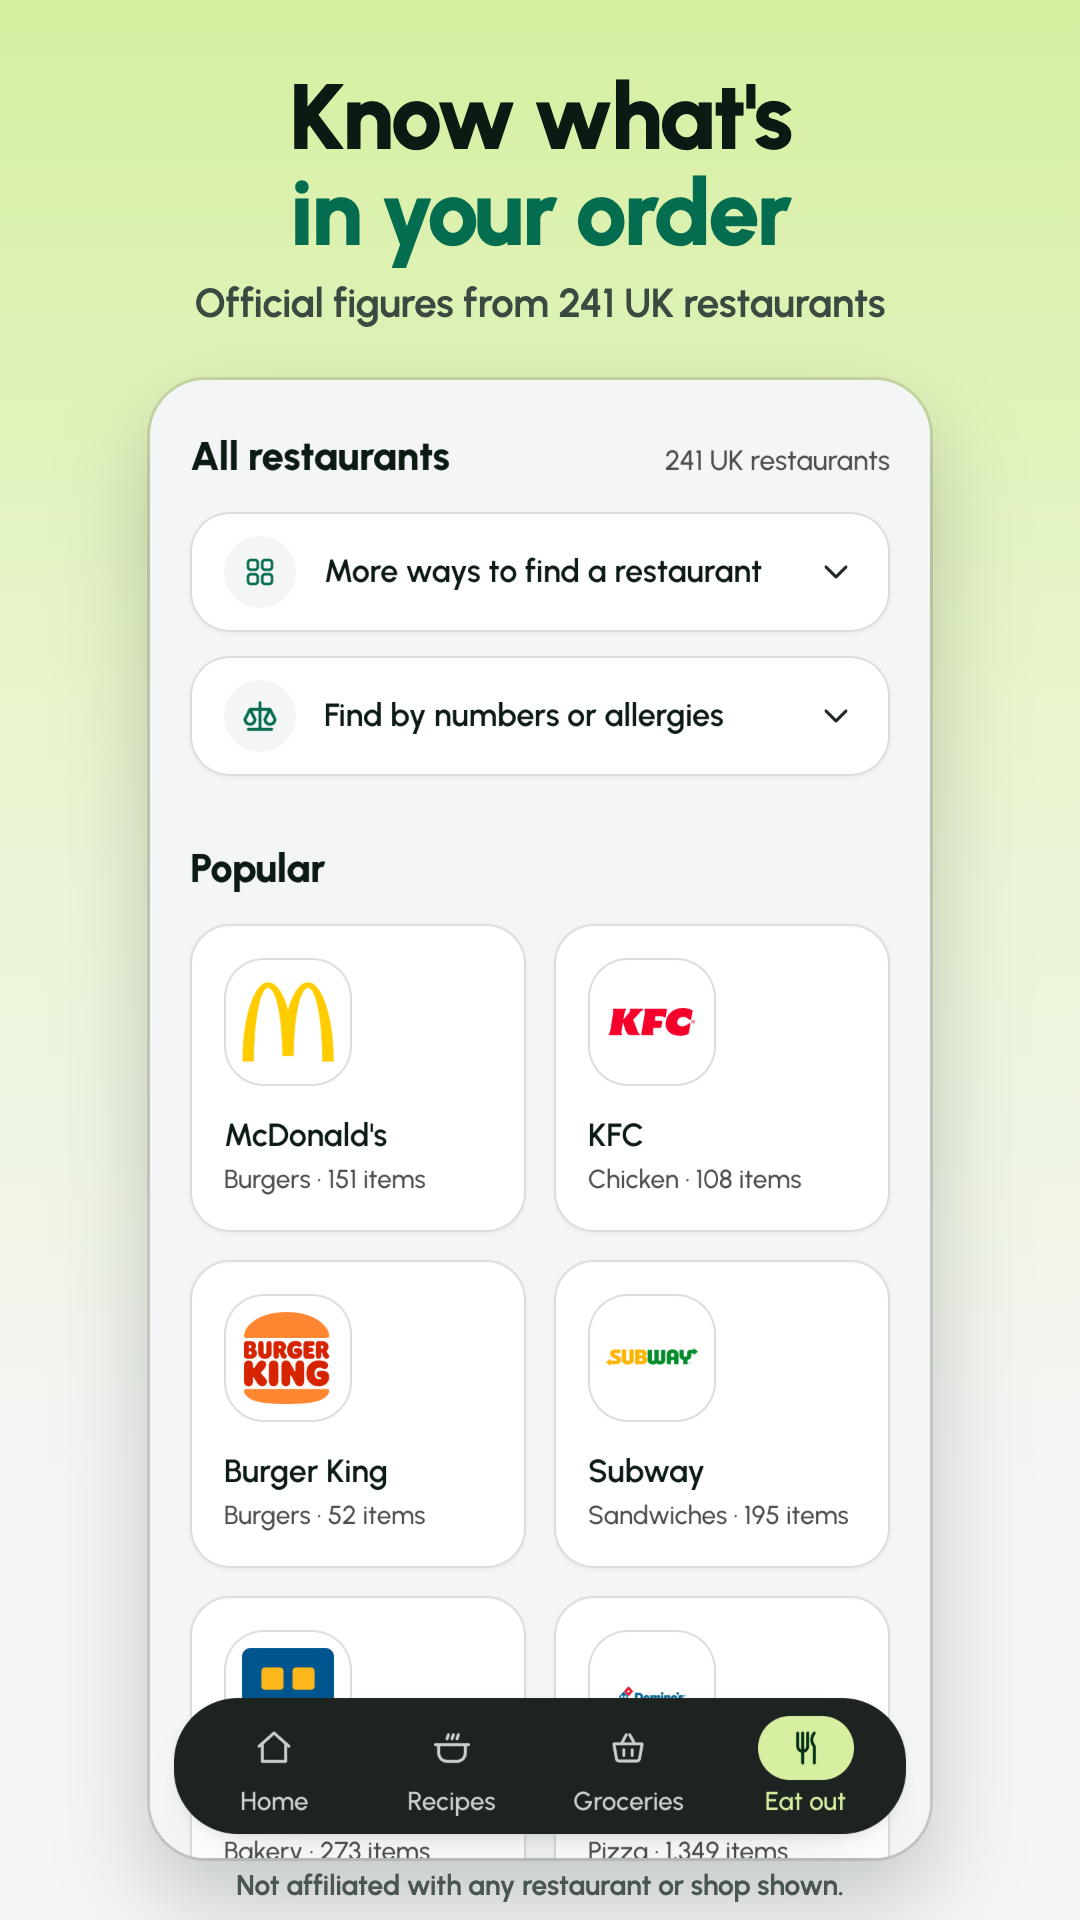 Know what's
in your order
Official figures from 241 UK restaurants
All restaurants
241 UK restaurants
More ways to find a restaurant
Find by numbers or allergies
Popular
KFC
McDonald's
KFC
Burgers · 151 items
Chicken · 108 items
BURGER
KING
SUBWAY
Burger King
Subway
Burgers · 52 items
Sandwiches · 195 items
Domino's
Home
Recipes
Groceries
Eat out
Bakery · 273 items
Pizza · 1,349 items
Not affiliated with any restaurant or shop shown.